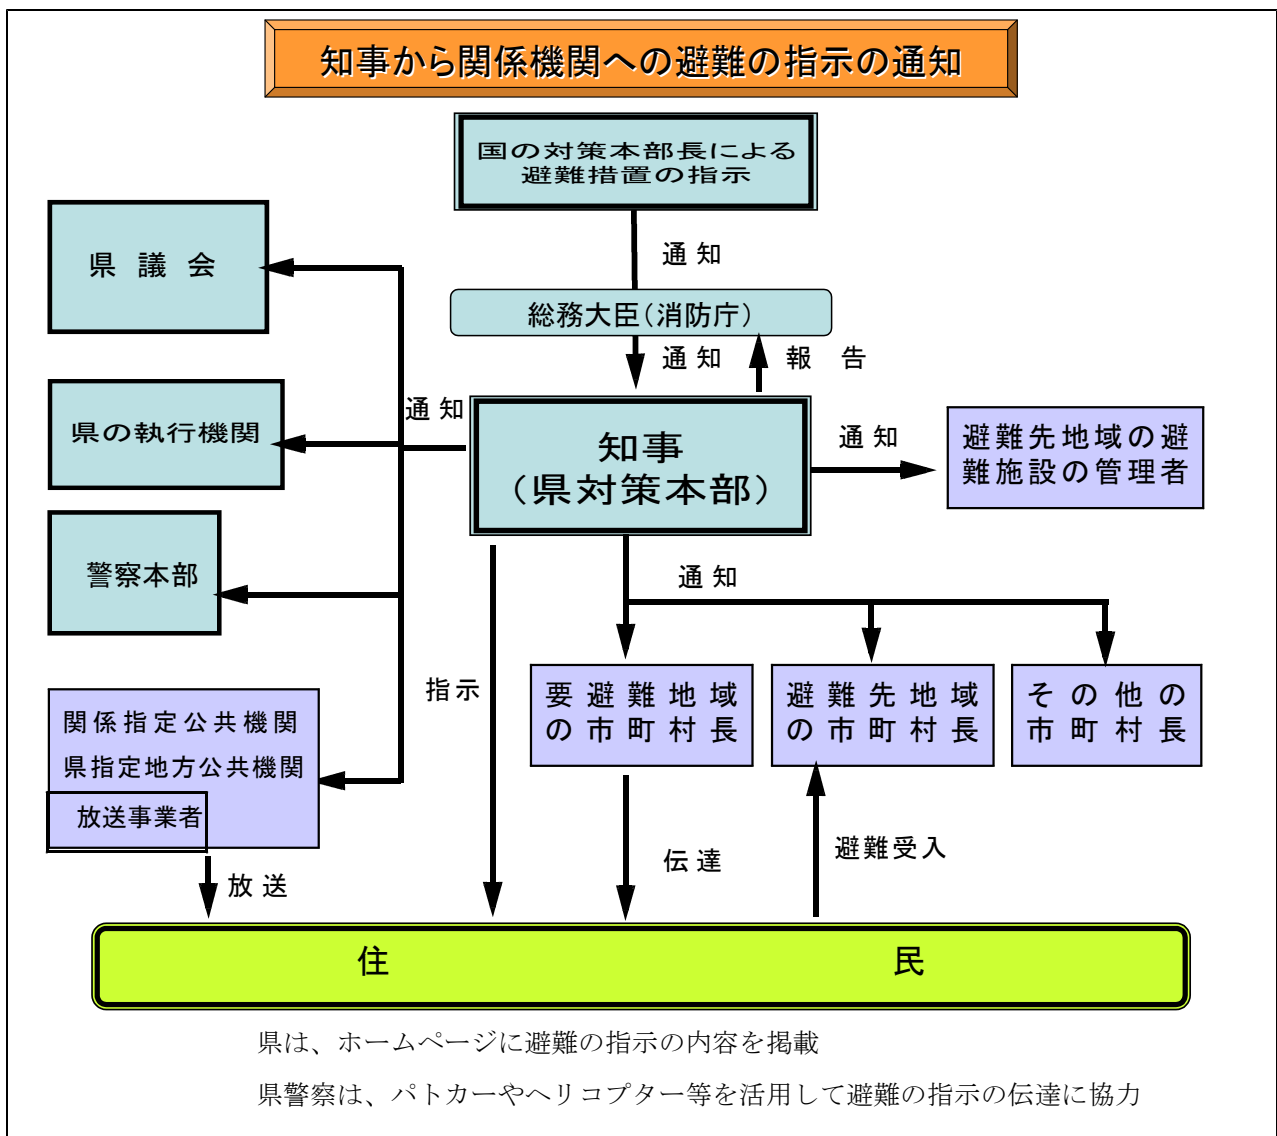 知事から関係機関への避難の指示の通知
国の対策本部長による
避難措置の指示
通知
県議会
総務大臣(消防庁)
通知
報告
県の執行機関
通知
知事
(県対策本部)
通知
避難先地域の避
難施設の管理者
警察本部
通知
指示
要避難地域
の市町村長
避難先地域
の市町村長
その他の
市町村長
関係指定公共機関
県指定地方公共機関
放送事業者
放送
伝達
避難受入
住民
県は、ホームページに避難の指示の内容を掲載
県警察は、パトカーやヘリコプター等を活用して避難の指示の伝達に協力